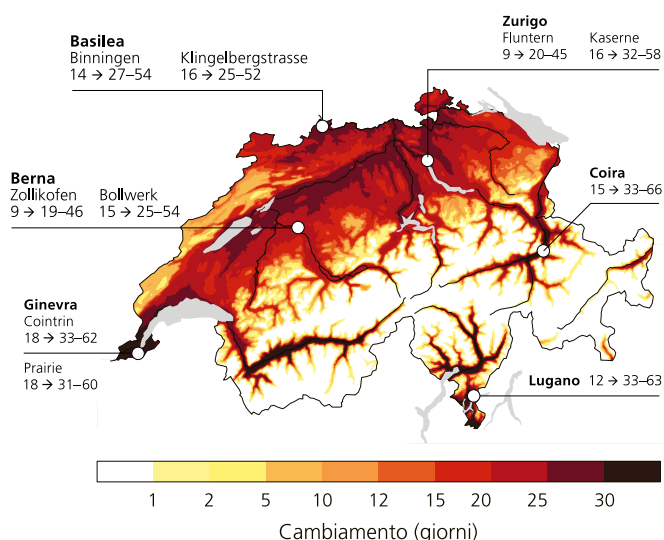 Zurigo
Fluntern Kaserne
9 → 20–45 16 → 32–58
Basilea
Binningen Klingelbergstrasse
14 → 27–54 16 → 25–52
Berna
Zollikofen Bollwerk
9 → 19–46 15 → 25–54
Coira
15 → 33–66
Ginevra
Cointrin
18 → 33–62
Prairie
18 → 31–60
Lugano 12 → 33–63
1 2 5 10 12 15 20 25 30
Cambiamento (giorni)